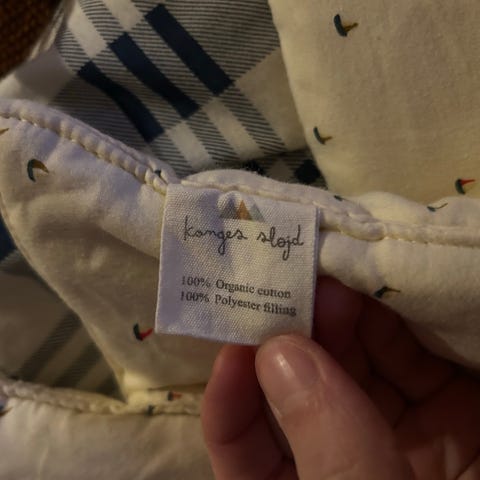 konges sløjd
100% Organic cotton
100% Polyester filling